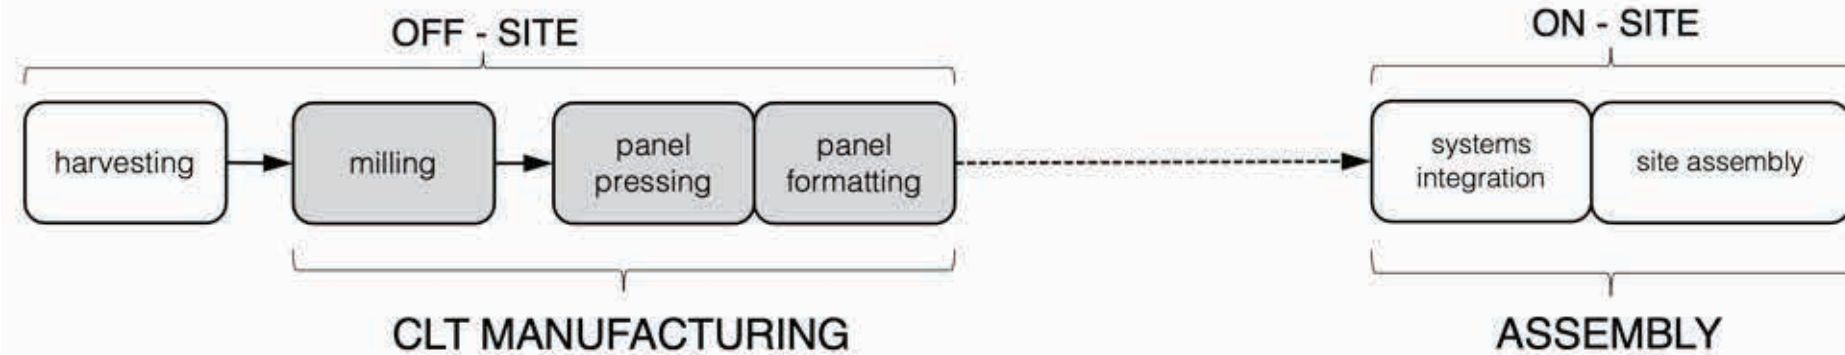 OFF - SITE
ON - SITE
harvesting
milling
panel
pressing
panel
formatting
systems
integration
site assembly
CLT MANUFACTURING
ASSEMBLY